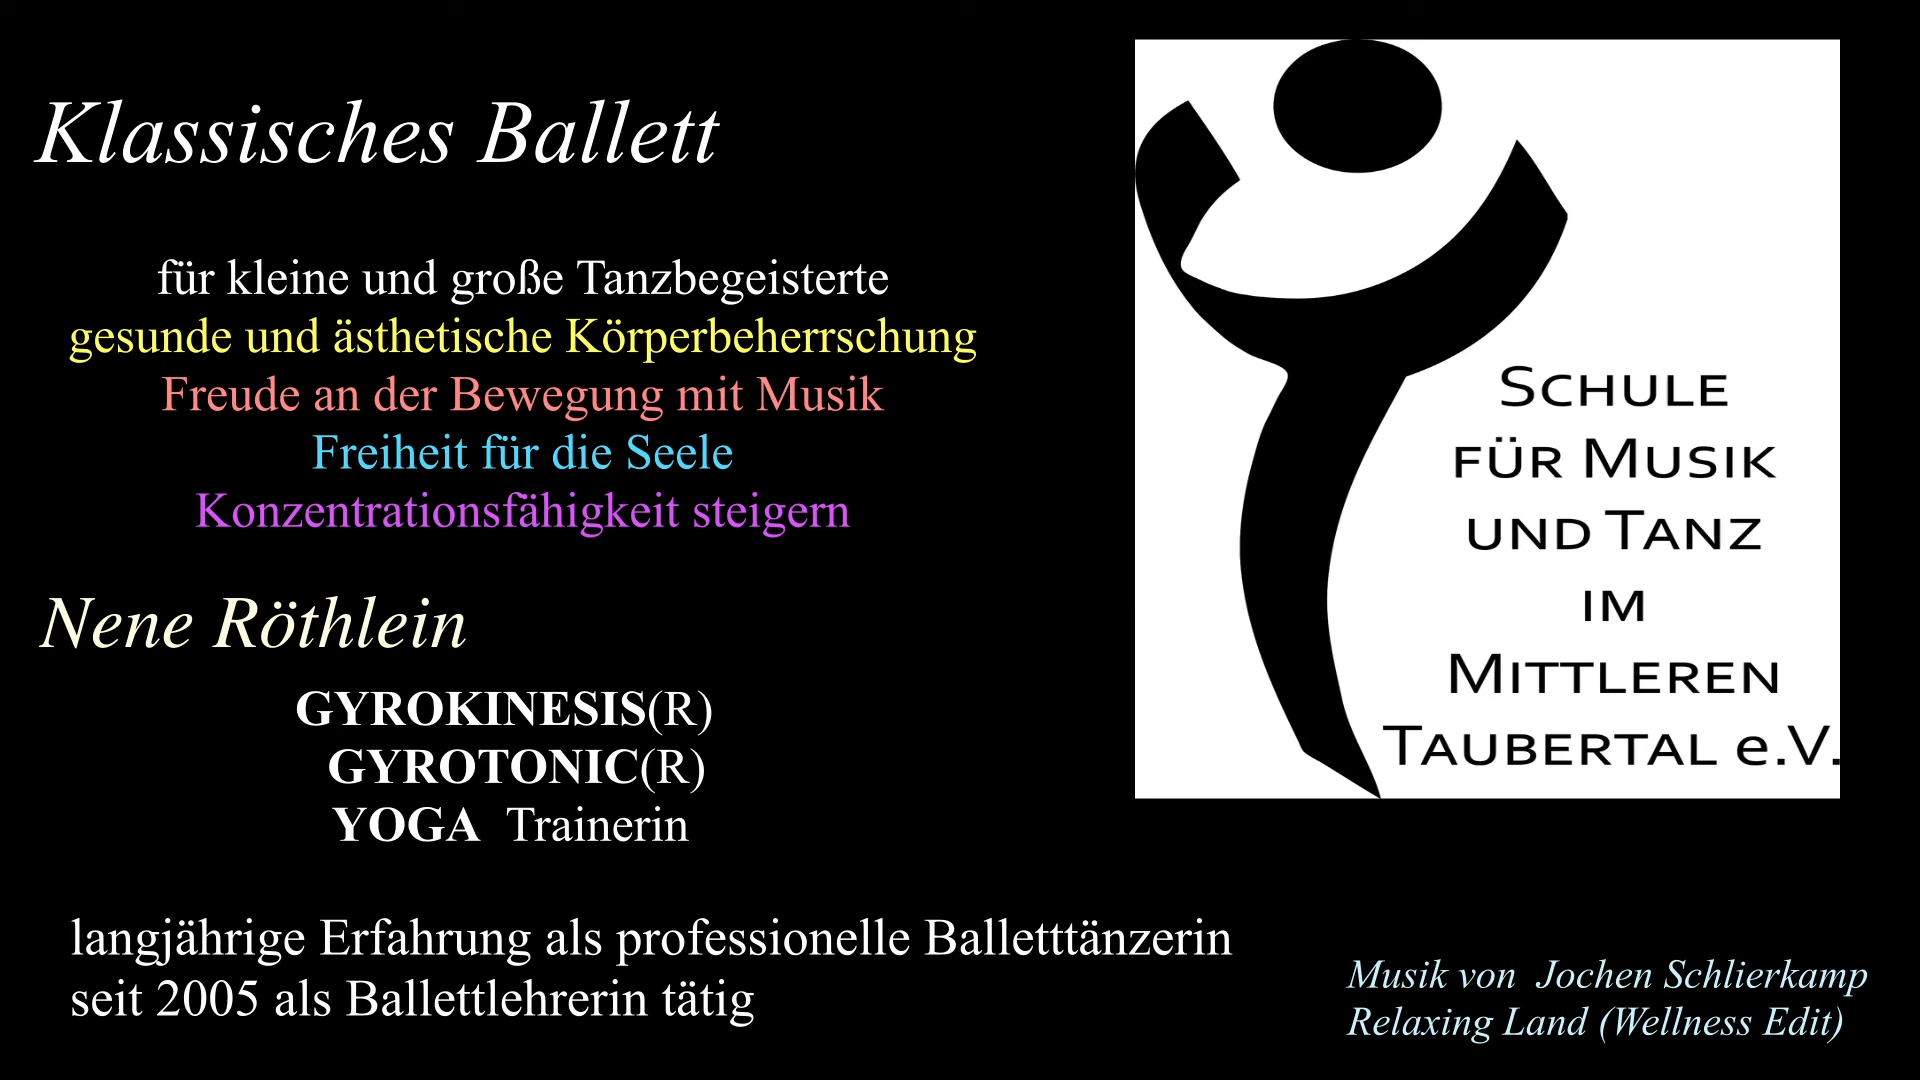 Klassisches Ballett
für kleine und große Tanzbegeisterte
gesunde und ästhetische Körperbeherrschung
Freude an der Bewegung mit Musik
Freiheit für die Seele
Konzentrationsfähigkeit steigern
Nene Röthlein
GYROKINESIS(R)
GYROTONIC(R)
YOGA Trainerin
langjährige Erfahrung als professionelle Balletttänzerin
seit 2005 als Ballettlehrerin tätig
SCHULE
FÜR MUSIK
UND TANZ
IM
MITTLEREN
TAUBERTAL e.V.
Musik von Jochen Schlierkamp
Relaxing Land (Wellness Edit)